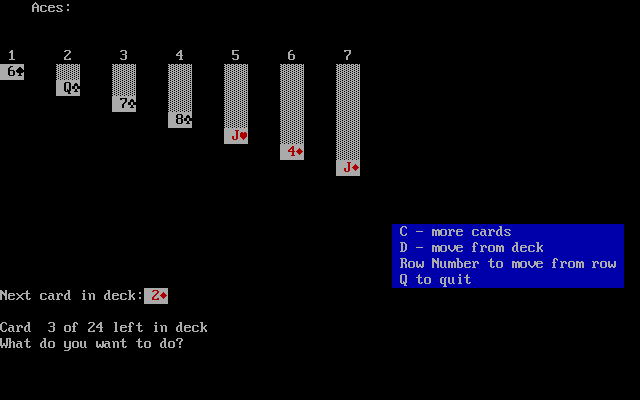 Aces:
1 2 3 4 5 6 7
6♠
Q♣
7♣
8♣
J♥
4♦
J♦
C - more cards
D - move from deck
Row Number to move from row
Q to quit
Next card in deck: 2♦
Card  3 of 24 left in deck
What do you want to do?